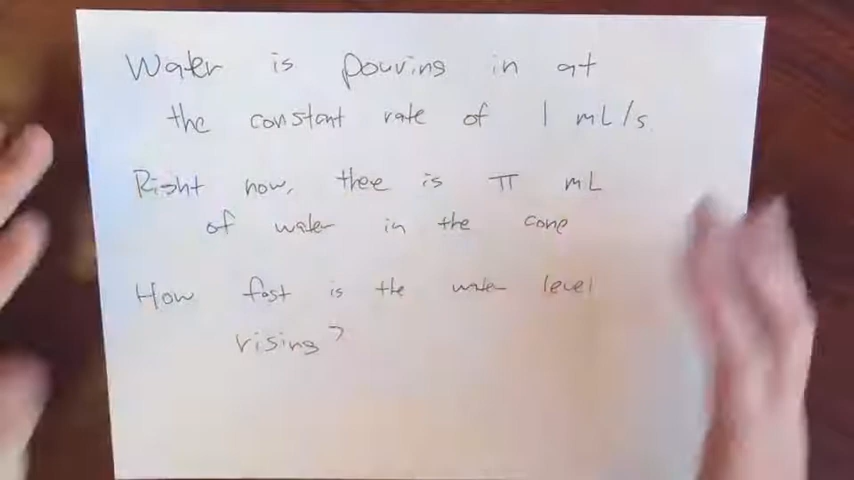 Water is pouring in at
the constant rate of 1 mL/s.
Right now, thee is π mL
of water in the cone
How fast is the water level
rising?